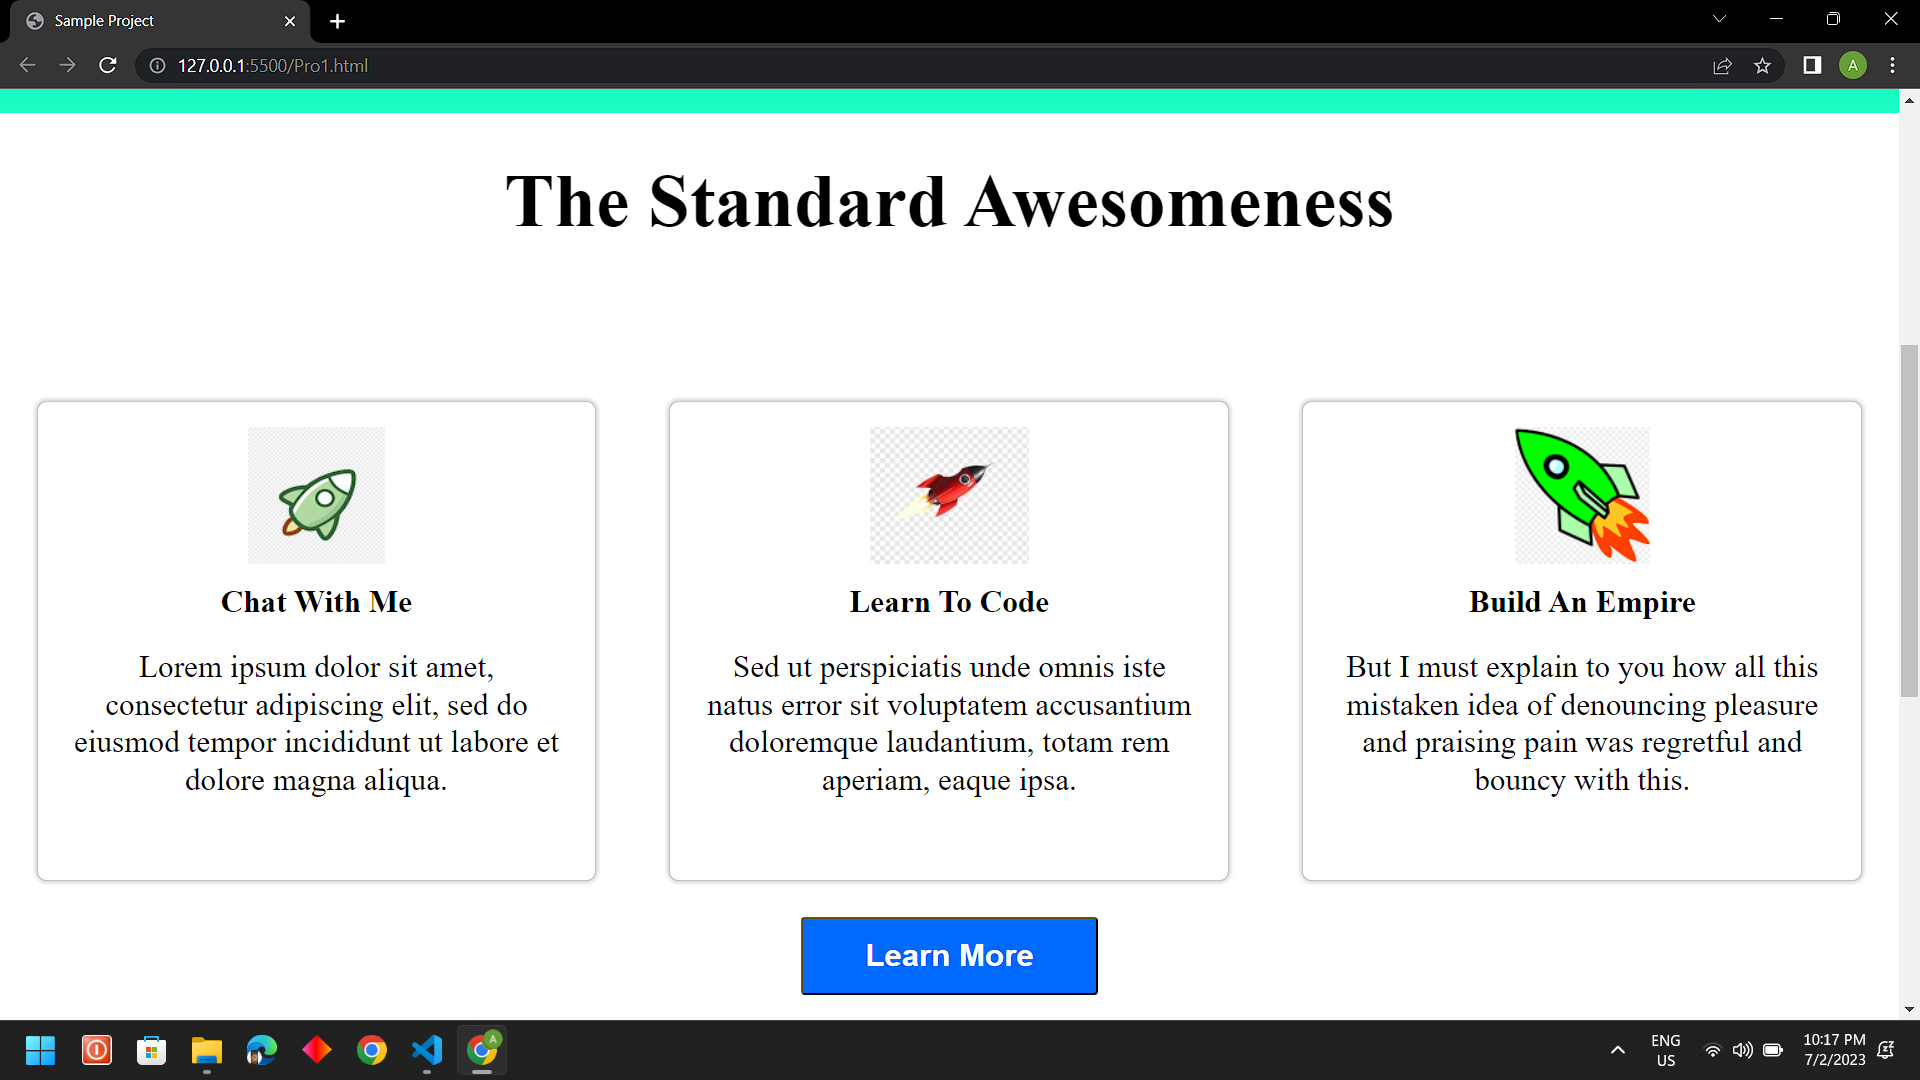 Sample Project
127.0.0.1:5500/Pro1.html
A
The Standard Awesomeness
Chat With Me
Lorem ipsum dolor sit amet,
consectetur adipiscing elit, sed do
eiusmod tempor incididunt ut labore et
dolore magna aliqua.
Learn To Code
Sed ut perspiciatis unde omnis iste
natus error sit voluptatem accusantium
doloremque laudantium, totam rem
aperiam, eaque ipsa.
Build An Empire
But I must explain to you how all this
mistaken idea of denouncing pleasure
and praising pain was regretful and
bouncy with this.
Learn More
A
ENG
US
10:17 PM
7/2/2023